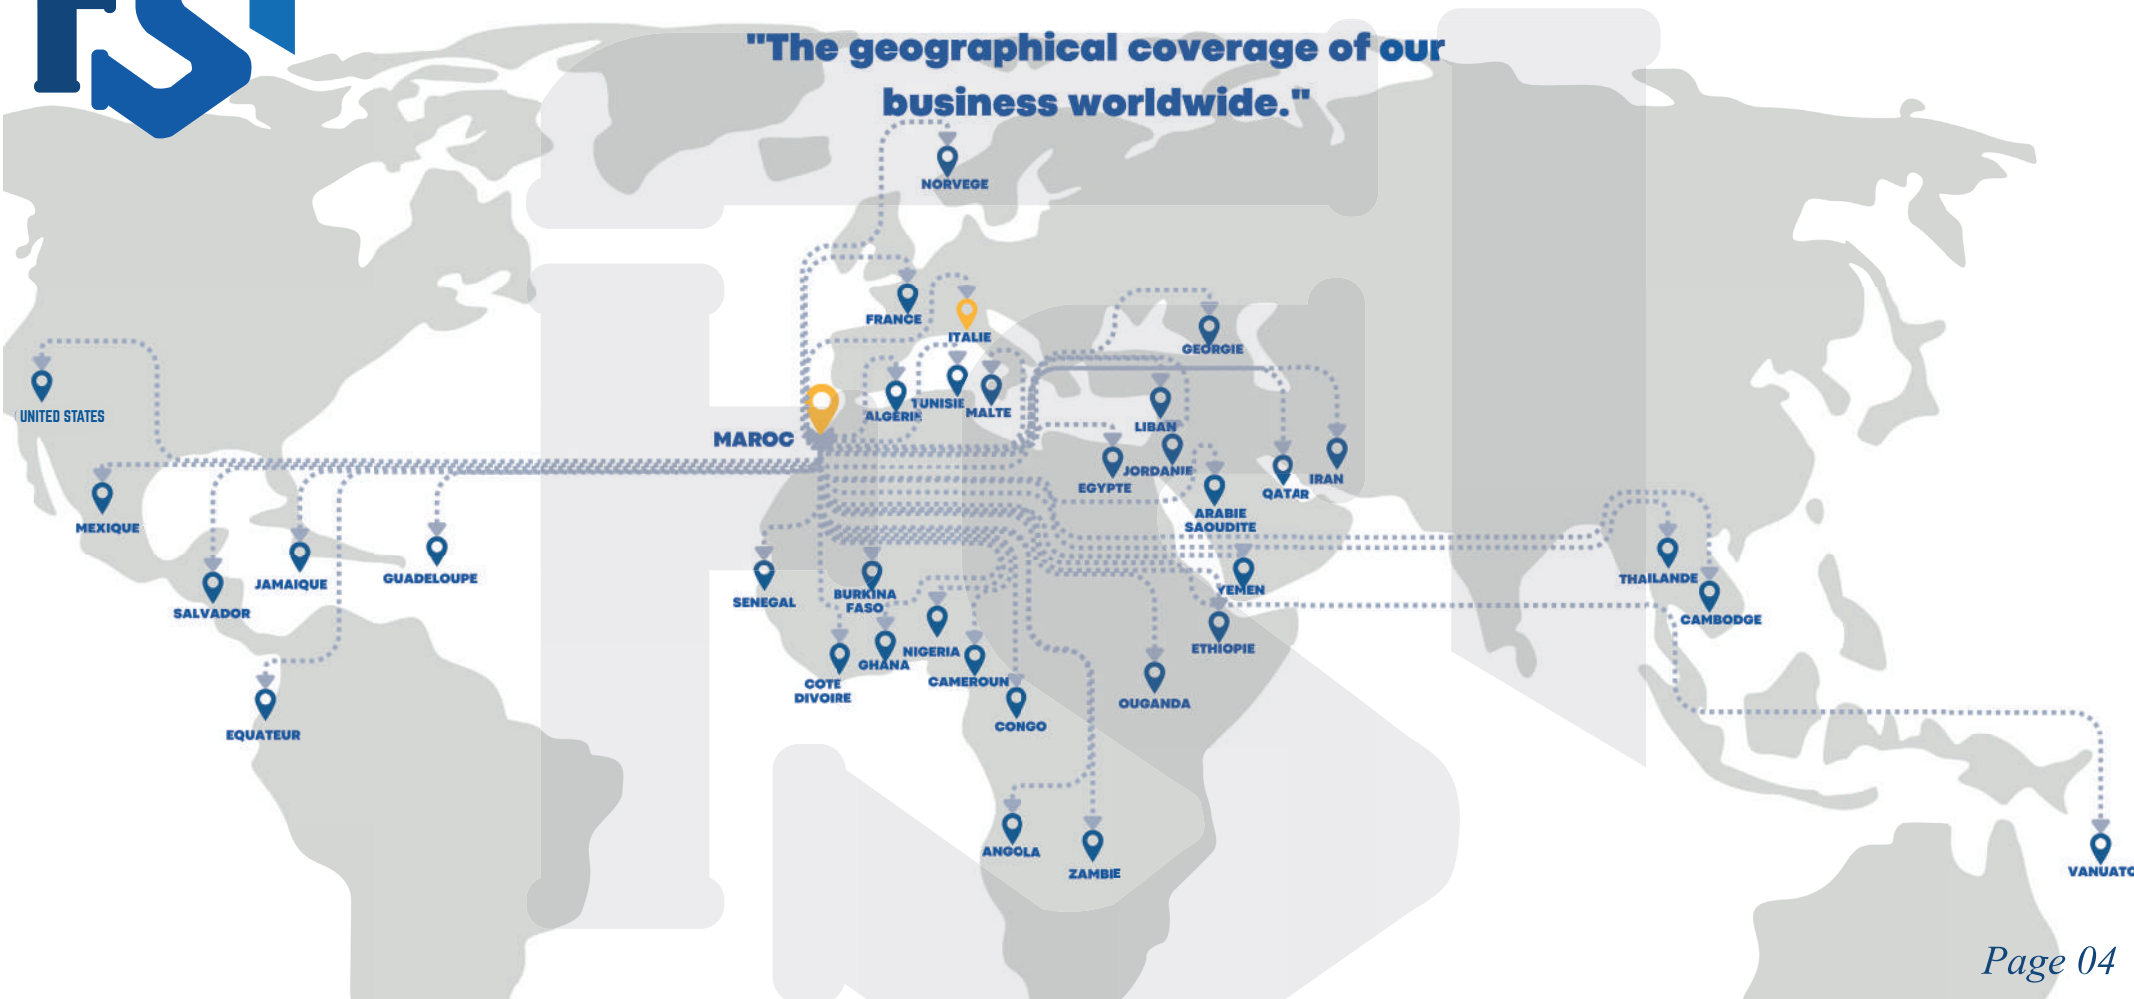 "The geographical coverage of our
business worldwide."
NORVEGE
FRANCE
ITALIE
GEORGIE
UNITED STATES
ALGERIE
TUNISIE
MALTE
MAROC
LIBAN
JORDANIE
EGYPTE
QATAR
IRAN
ARABIE
SAOUDITE
MEXIQUE
SALVADOR
JAMAIQUE
GUADELOUPE
SENEGAL
BURKINA
FASO
YEMEN
THAILANDE
CAMBODGE
ETHIOPIE
NIGERIA
GHANA
CAMEROUN
COTE
DIVOIRE
OUGANDA
CONGO
EQUATEUR
ANGOLA
ZAMBIE
VANUATO
Page 04